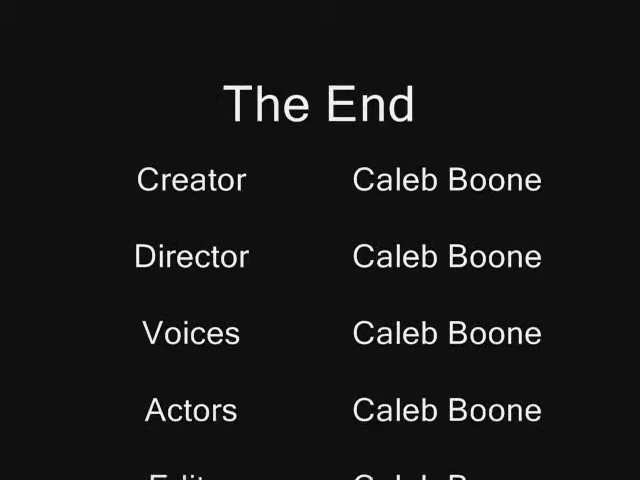 The End
Creator Caleb Boone
Director Caleb Boone
Voices Caleb Boone
Actors Caleb Boone